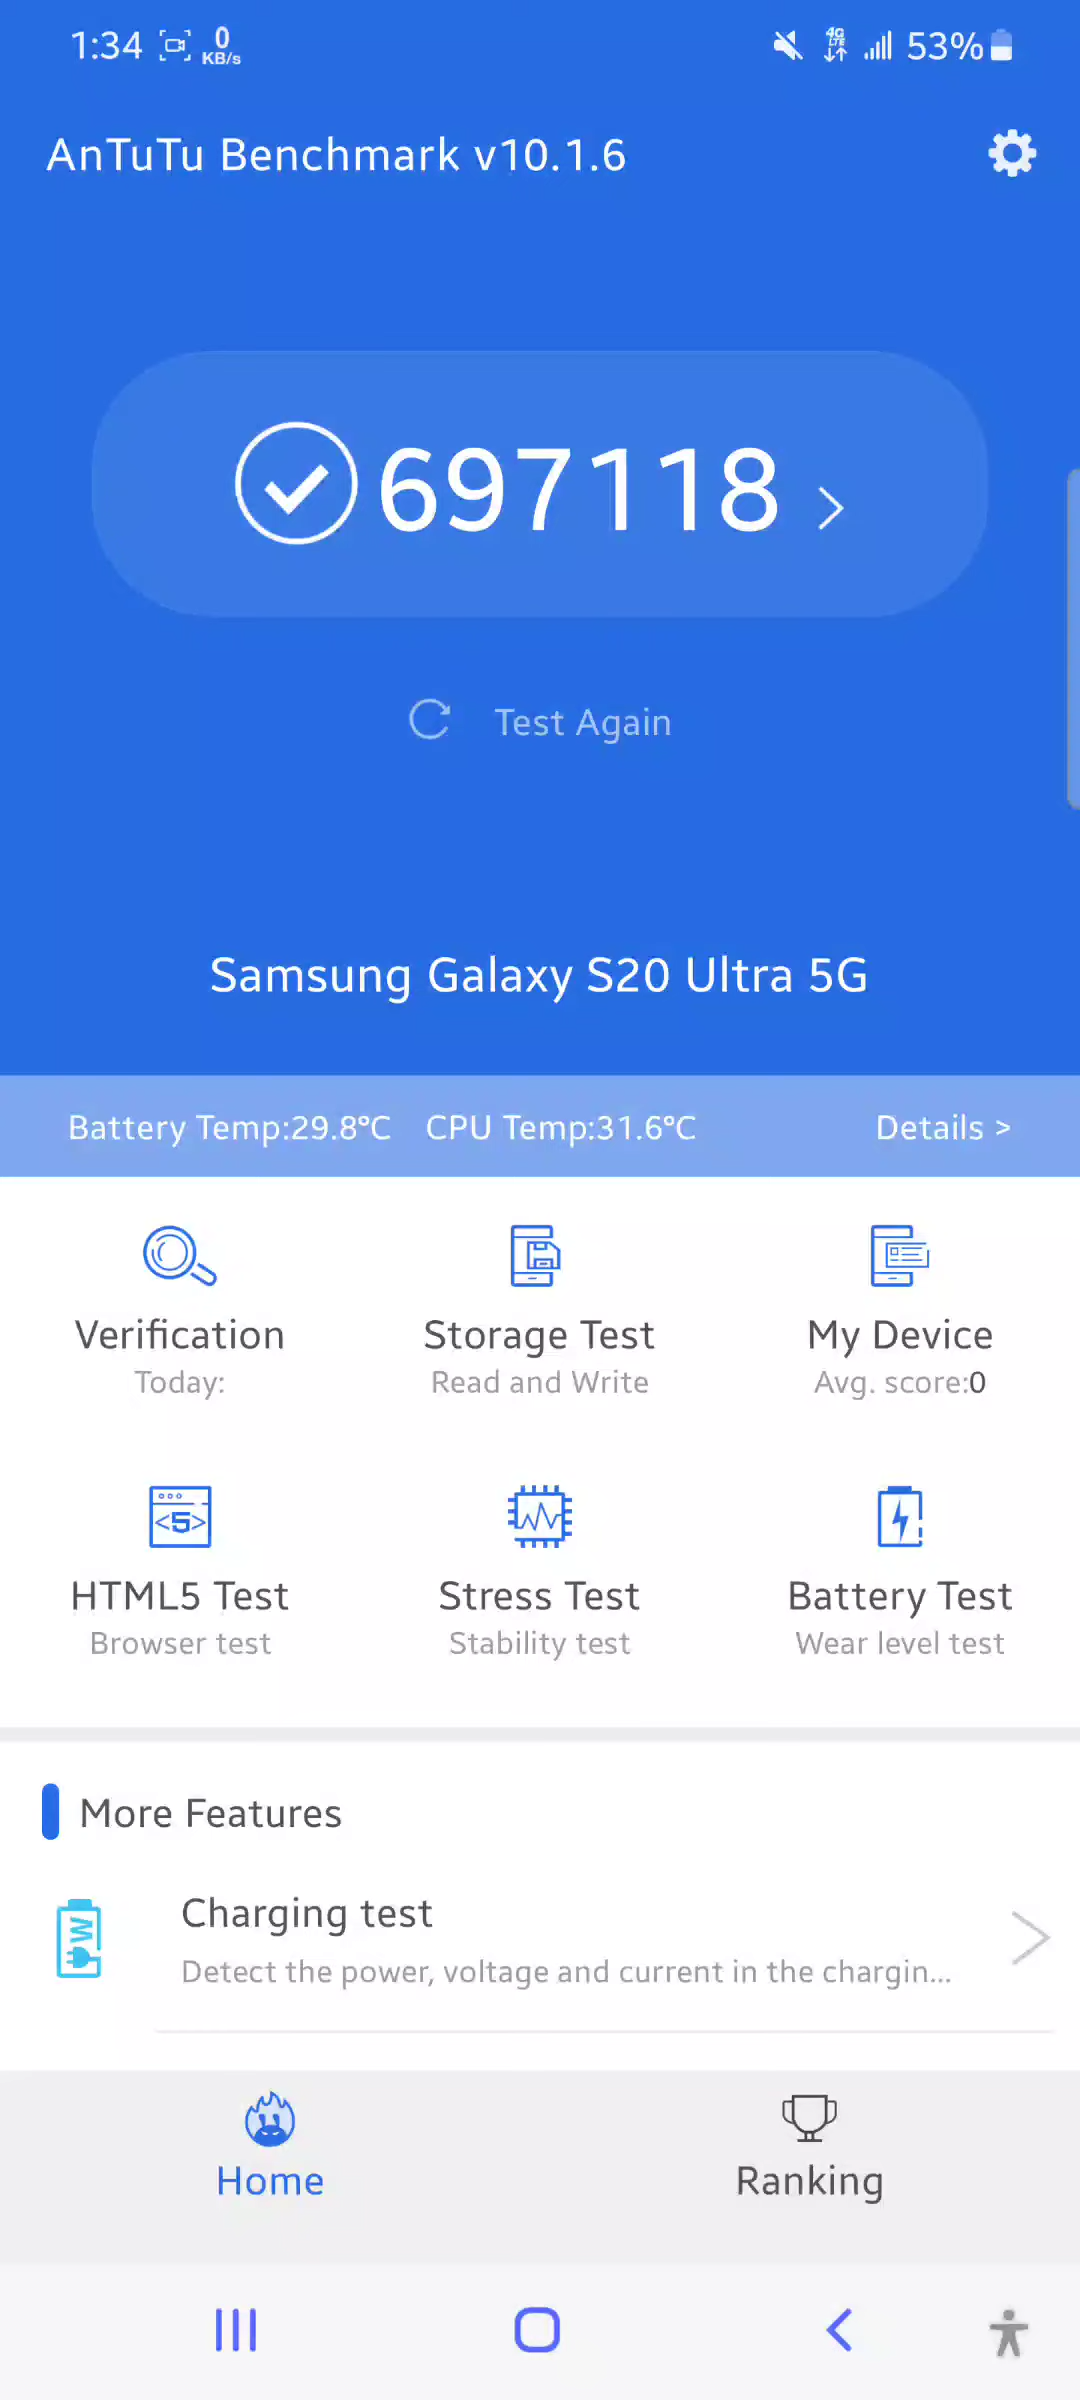 1:34 0 KB/s 4G LTE 53%
AnTuTu Benchmark v10.1.6
697118 >
Test Again
Samsung Galaxy S20 Ultra 5G
Battery Temp:29.8°C CPU Temp:31.6°C Details >
Verification Storage Test My Device
Today: Read and Write Avg. score:0
<5>
HTML5 Test Stress Test Battery Test
Browser test Stability test Wear level test
More Features
W
Charging test
Detect the power, voltage and current in the chargin...
Home Ranking